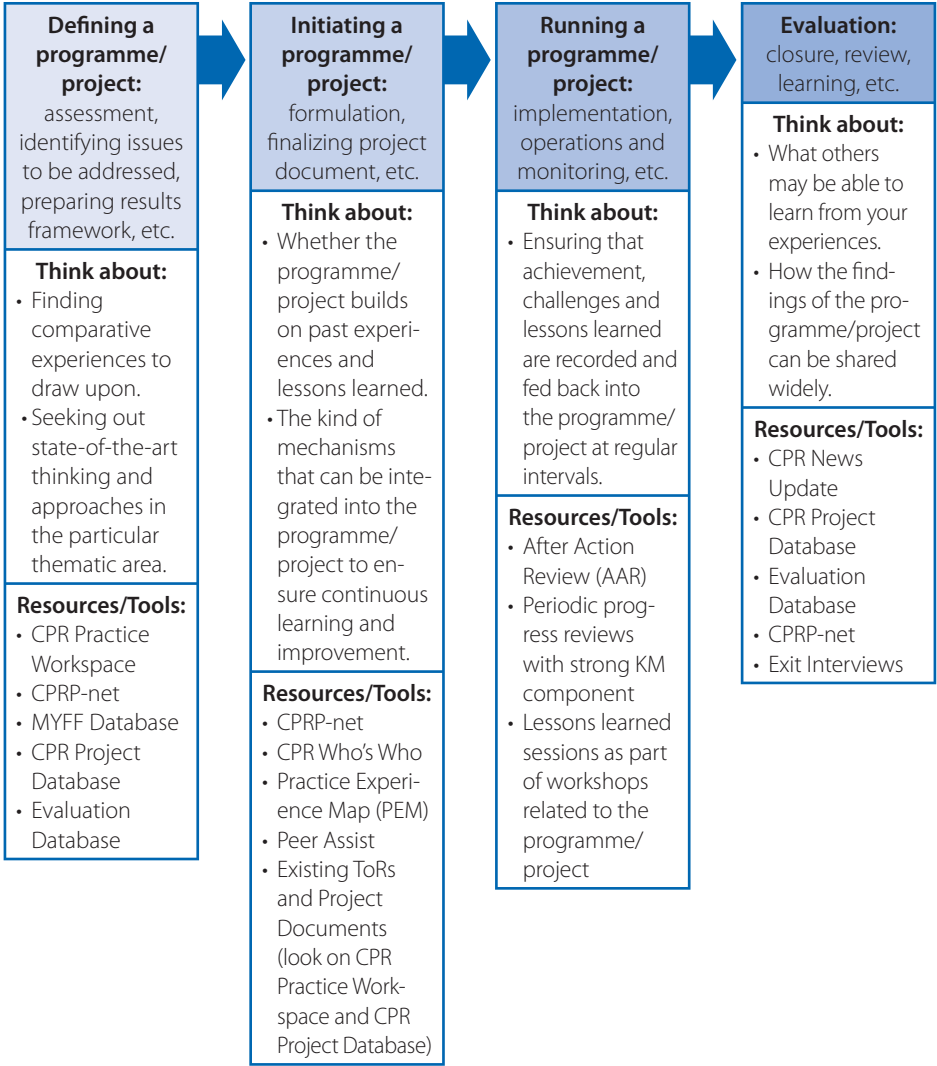 Defining a
programme/
project:
assessment,
identifying issues
to be addressed,
preparing results
framework, etc.
Think about:
• Finding
comparative
experiences to
draw upon.
• Seeking out
state-of-the-art
thinking and
approaches in
the particular
thematic area.
Resources/Tools:
• CPR Practice
Workspace
• CPRP-net
• MYFF Database
• CPR Project
Database
• Evaluation
Database
Initiating a
programme/
project:
formulation,
finalizing project
document, etc.
Think about:
• Whether the
programme/
project builds
on past experi-
ences and
lessons learned.
• The kind of
mechanisms
that can be inte-
grated into the
programme/
project to en-
sure continuous
learning and
improvement.
Resources/Tools:
• CPRP-net
• CPR Who's Who
• Practice Experi-
ence Map (PEM)
• Peer Assist
• Existing ToRs
and Project
Documents
(look on CPR
Practice Work-
space and CPR
Project Database)
Running a
programme/
project:
implementation,
operations and
monitoring, etc.
Think about:
• Ensuring that
achievement,
challenges and
lessons learned
are recorded and
fed back into
the programme/
project at regular
intervals.
Resources/Tools:
• After Action
Review (AAR)
• Periodic prog-
ress reviews
with strong KM
component
• Lessons learned
sessions as part
of workshops
related to the
programme/
project
Evaluation:
closure, review,
learning, etc.
Think about:
• What others
may be able to
learn from your
experiences.
• How the find-
ings of the pro-
gramme/project
can be shared
widely.
Resources/Tools:
• CPR News
Update
• CPR Project
Database
• Evaluation
Database
• CPRP-net
• Exit Interviews